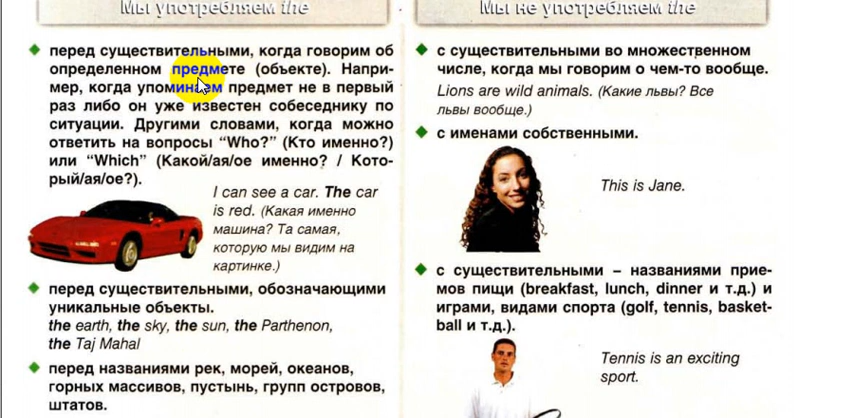 Мы употребляем the
перед существительными, когда говорим об
определенном предмете (объекте). Напри-
мер, когда упоминаем предмет не в первый
раз либо он уже известен собеседнику по
ситуации. Другими словами, когда можно
ответить на вопросы “Who?” (Кто именно?)
или “Which” (Какой/ая/ое именно? / Кото-
рый/ая/ое?).
I can see a car. The car
is red. (Какая именно
машина? Та самая,
которую мы видим на
картинке.)
перед существительными, обозначающими
уникальные объекты.
the earth, the sky, the sun, the Parthenon,
the Taj Mahal
перед названиями рек, морей, океанов,
горных массивов, пустынь, групп островов,
штатов.
Мы не употребляем the
с существительными во множественном
числе, когда мы говорим о чем-то вообще.
Lions are wild animals. (Какие львы? Все
львы вообще.)
с именами собственными.
This is Jane.
с существительными – названиями прие-
мов пищи (breakfast, lunch, dinner и т.д.) и
играми, видами спорта (golf, tennis, basket-
ball и т.д.).
Tennis is an exciting
sport.